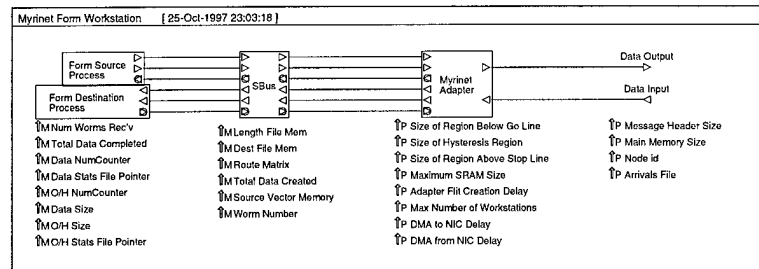 Myrinet Form Workstation [ 25-Oct-1997 23:03:18 ]
Form Source
Process
Form Destination
Process
SBus
Myrinet
Adapter
Data Output
Data Input
⇑M Num Worms Rec'v
⇑M Total Data Completed
⇑M Data NumCounter
⇑M Data Stats File Pointer
⇑M O/H NumCounter
⇑M Data Size
⇑M O/H Size
⇑M O/H Stats File Pointer
⇑M Length File Mem
⇑M Dest File Mem
⇑M Route Matrix
⇑M Total Data Created
⇑M Source Vector Memory
⇑M Worm Number
⇑P Size of Region Below Go Line
⇑P Size of Hysteresis Region
⇑P Size of Region Above Stop Line
⇑P Maximum SRAM Size
⇑P Adapter Flit Creation Delay
⇑P Max Number of Workstations
⇑P DMA to NIC Delay
⇑P DMA from NIC Delay
⇑P Message Header Size
⇑P Main Memory Size
⇑P Node id
⇑P Arrivals File